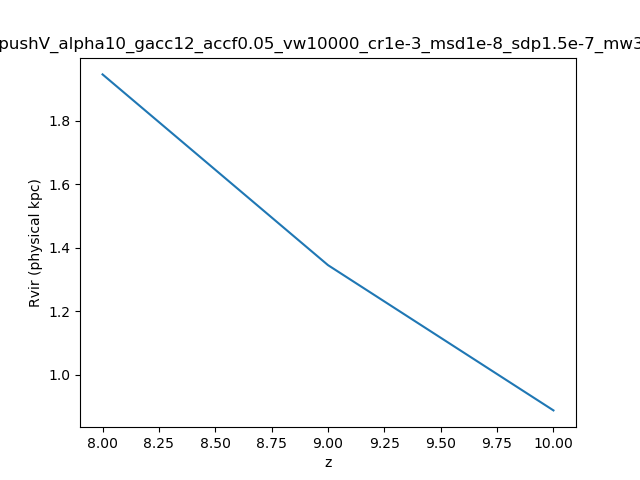 pushV_alpha10_gacc12_accf0.05_vw10000_cr1e-3_msd1e-8_sdp1.5e-7_mw3
Rvir (physical kpc)
1.8
1.6
1.4
1.2
1.0
8.00 8.25 8.50 8.75 9.00 9.25 9.50 9.75 10.00
z